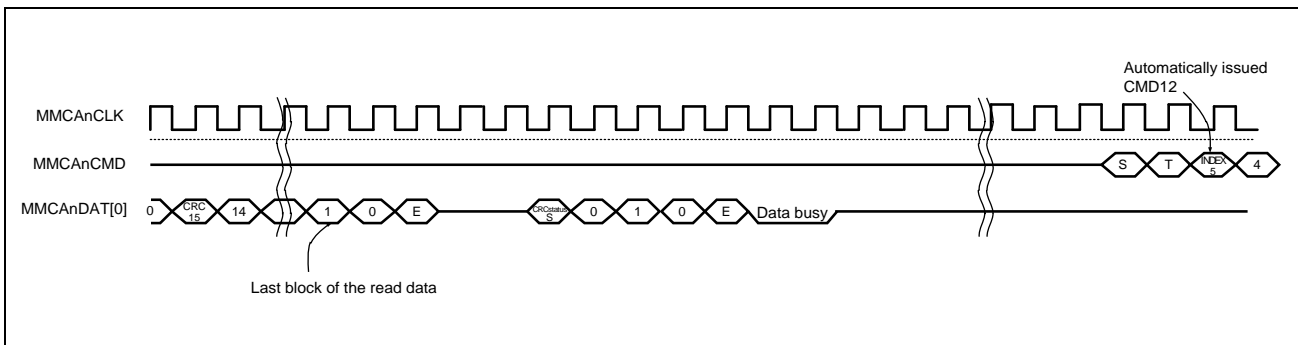 Automatically issued
CMD12
MMCAnCLK
MMCAnCMD
S T INDEX 4
5
MMCAnDAT[0] 0 CRC 14 1 0 E CRCstatus 0 1 0 E Data busy
15 S
Last block of the read data